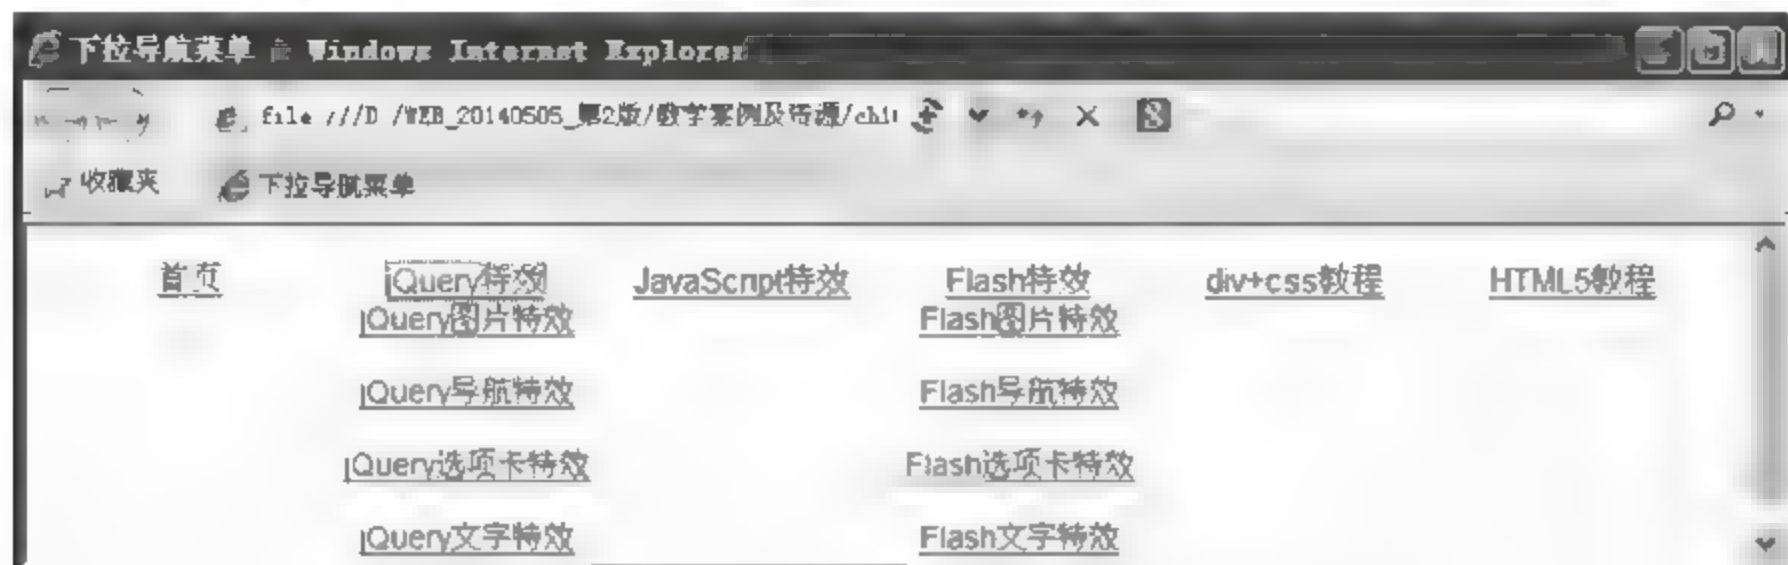 下拉导航菜单 Windows Internet Explorer
file ///D /WEB_20140505_第2版/教学案例及资源/chi
收藏夹 下拉导航菜单
首页 jQuery特效 JavaScript特效 Flash特效 div+css教程 HTML5教程
jQuery图片特效 Flash图片特效
jQuery导航特效 Flash导航特效
jQuery选项卡特效 Flash选项卡特效
jQuery文字特效 Flash文字特效